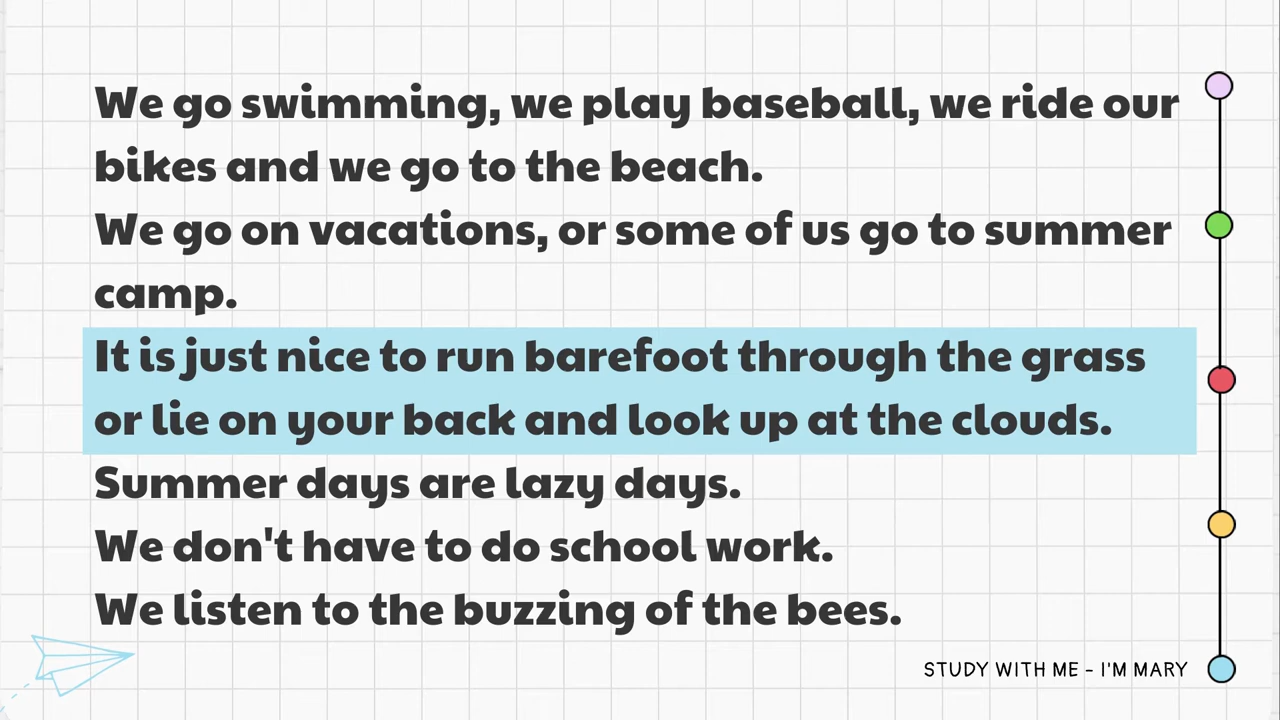 We go swimming, we play baseball, we ride our
bikes and we go to the beach.
We go on vacations, or some of us go to summer
camp.
It is just nice to run barefoot through the grass
or lie on your back and look up at the clouds.
Summer days are lazy days.
We don't have to do school work.
We listen to the buzzing of the bees.
STUDY WITH ME - I'M MARY